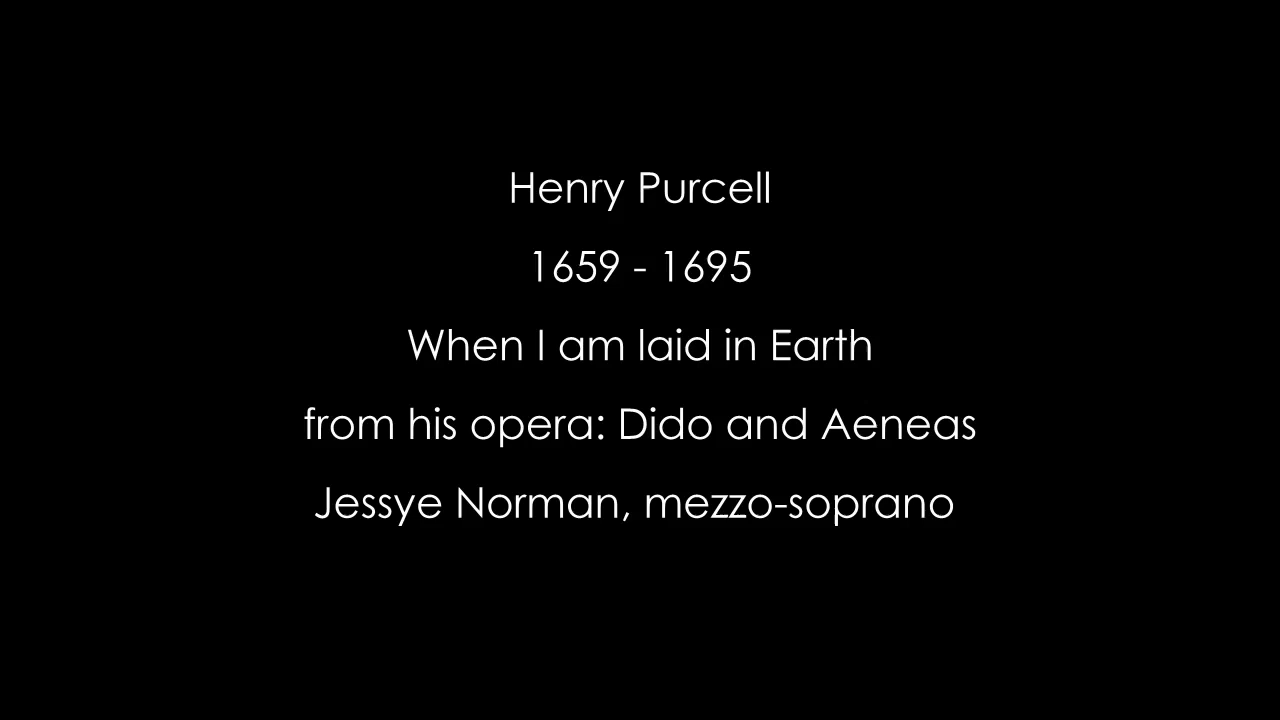 Henry Purcell
1659 - 1695
When I am laid in Earth
from his opera: Dido and Aeneas
Jessye Norman, mezzo-soprano